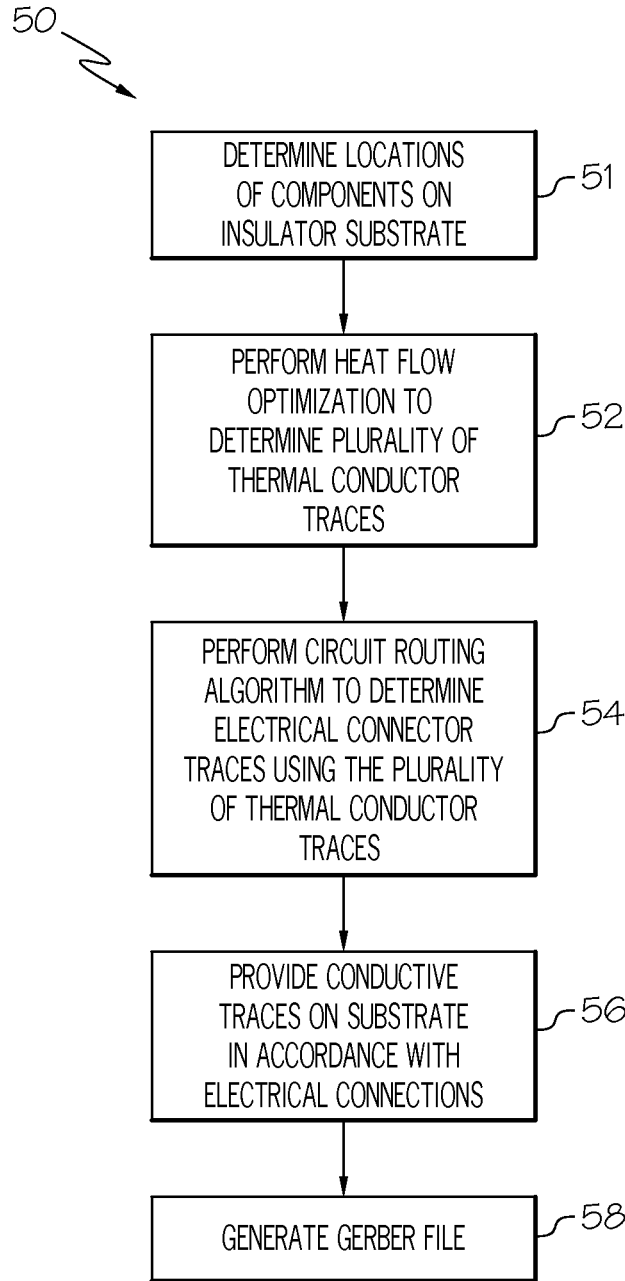 50
DETERMINE LOCATIONS
OF COMPONENTS ON
INSULATOR SUBSTRATE
51
PERFORM HEAT FLOW
OPTIMIZATION TO
DETERMINE PLURALITY OF
THERMAL CONDUCTOR
TRACES
52
PERFORM CIRCUIT ROUTING
ALGORITHM TO DETERMINE
ELECTRICAL CONNECTOR
TRACES USING THE PLURALITY
OF THERMAL CONDUCTOR
TRACES
54
PROVIDE CONDUCTIVE
TRACES ON SUBSTRATE
IN ACCORDANCE WITH
ELECTRICAL CONNECTIONS
56
GENERATE GERBER FILE
58